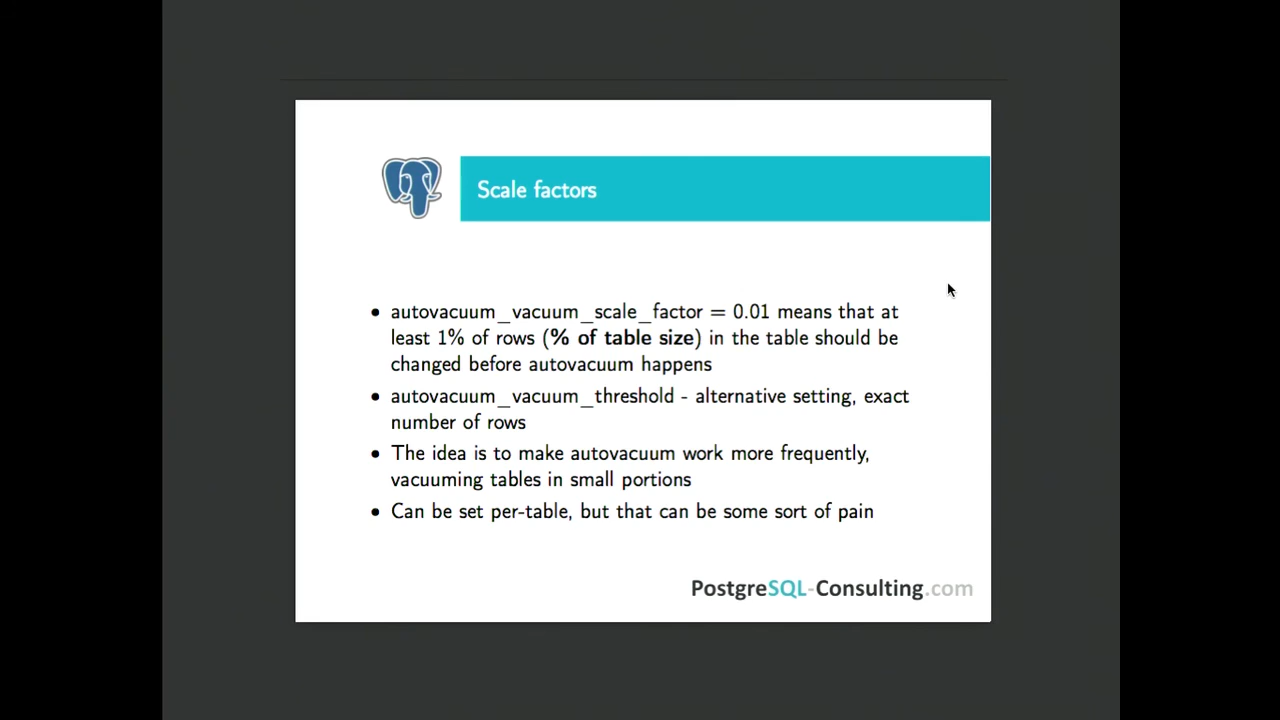 Scale factors
• autovacuum_vacuum_scale_factor = 0.01 means that at
least 1% of rows (% of table size) in the table should be
changed before autovacuum happens
• autovacuum_vacuum_threshold - alternative setting, exact
number of rows
• The idea is to make autovacuum work more frequently,
vacuuming tables in small portions
• Can be set per-table, but that can be some sort of pain
PostgreSQL-Consulting.com